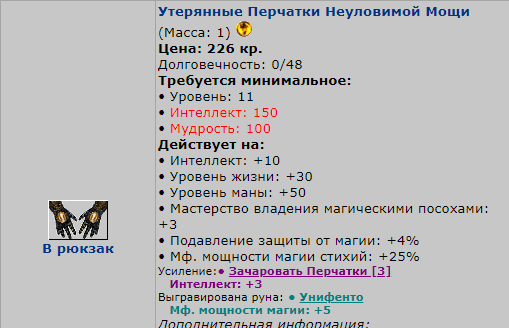 Утерянные Перчатки Неуловимой Мощи
(Масса: 1)
Цена: 226 кр.
Долговечность: 0/48
Требуется минимальное:
• Уровень: 11
• Интеллект: 150
• Мудрость: 100
Действует на:
• Интеллект: +10
• Уровень жизни: +30
• Уровень маны: +50
• Мастерство владения магическими посохами:
+3
• Подавление защиты от магии: +4%
• Мф. мощности магии стихий: +25%
В рюкзак
Усиление:• Зачаровать Перчатки [3]
Интеллект: +3
Выгравирована руна: • Унифенто
Мф. мощности магии: +5
Дополнительная информация: